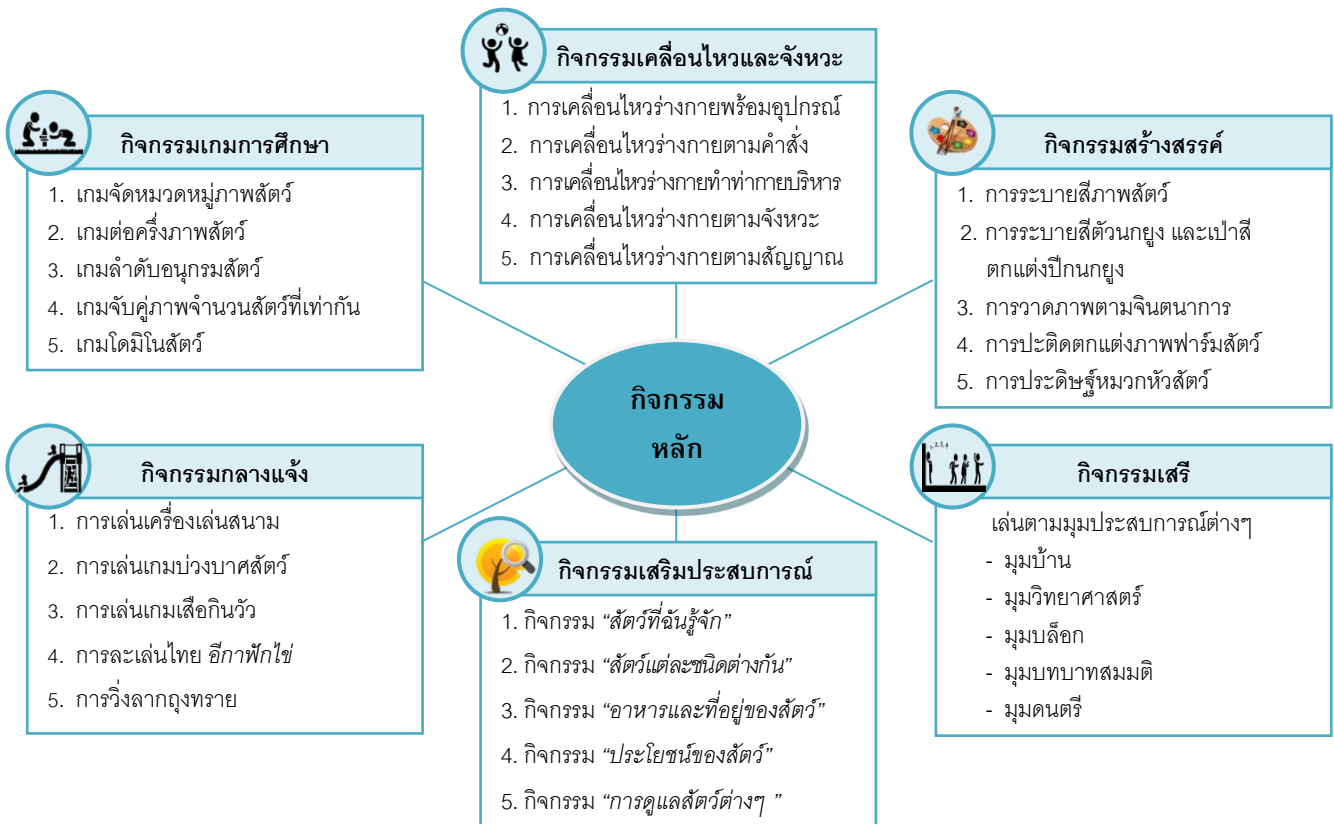 กิจกรรมเคลื่อนไหวและจังหวะ
1. การเคลื่อนไหวร่างกายพร้อมอุปกรณ์
2. การเคลื่อนไหวร่างกายตามคำสั่ง
3. การเคลื่อนไหวร่างกายทำท่ากายบริหาร
4. การเคลื่อนไหวร่างกายตามจังหวะ
5. การเคลื่อนไหวร่างกายตามสัญญาณ
กิจกรรมเกมการศึกษา
1. เกมจัดหมวดหมู่ภาพสัตว์
2. เกมต่อครึ่งภาพสัตว์
3. เกมลำดับอนุกรมสัตว์
4. เกมจับคู่ภาพจำนวนสัตว์ที่เท่ากัน
5. เกมโดมิโนสัตว์
กิจกรรมสร้างสรรค์
1. การระบายสีภาพสัตว์
2. การระบายสีตัวนกยูง และเป่าสี
ตกแต่งปีกนกยูง
3. การวาดภาพตามจินตนาการ
4. การปะติดตกแต่งภาพฟาร์มสัตว์
5. การประดิษฐ์หมวกหัวสัตว์
กิจกรรม
หลัก
กิจกรรมกลางแจ้ง
1. การเล่นเครื่องเล่นสนาม
2. การเล่นเกมบ่วงบาศสัตว์
3. การเล่นเกมเสือกินวัว
4. การละเล่นไทย อีกาฟักไข่
5. การวิ่งลากถุงทราย
กิจกรรมเสริมประสบการณ์
1. กิจกรรม “สัตว์ที่ฉันรู้จัก”
2. กิจกรรม “สัตว์แต่ละชนิดต่างกัน”
3. กิจกรรม “อาหารและที่อยู่ของสัตว์”
4. กิจกรรม “ประโยชน์ของสัตว์”
5. กิจกรรม “การดูแลสัตว์ต่างๆ ”
กิจกรรมเสรี
เล่นตามมุมประสบการณ์ต่างๆ
- มุมบ้าน
- มุมวิทยาศาสตร์
- มุมบล็อก
- มุมบทบาทสมมติ
- มุมดนตรี